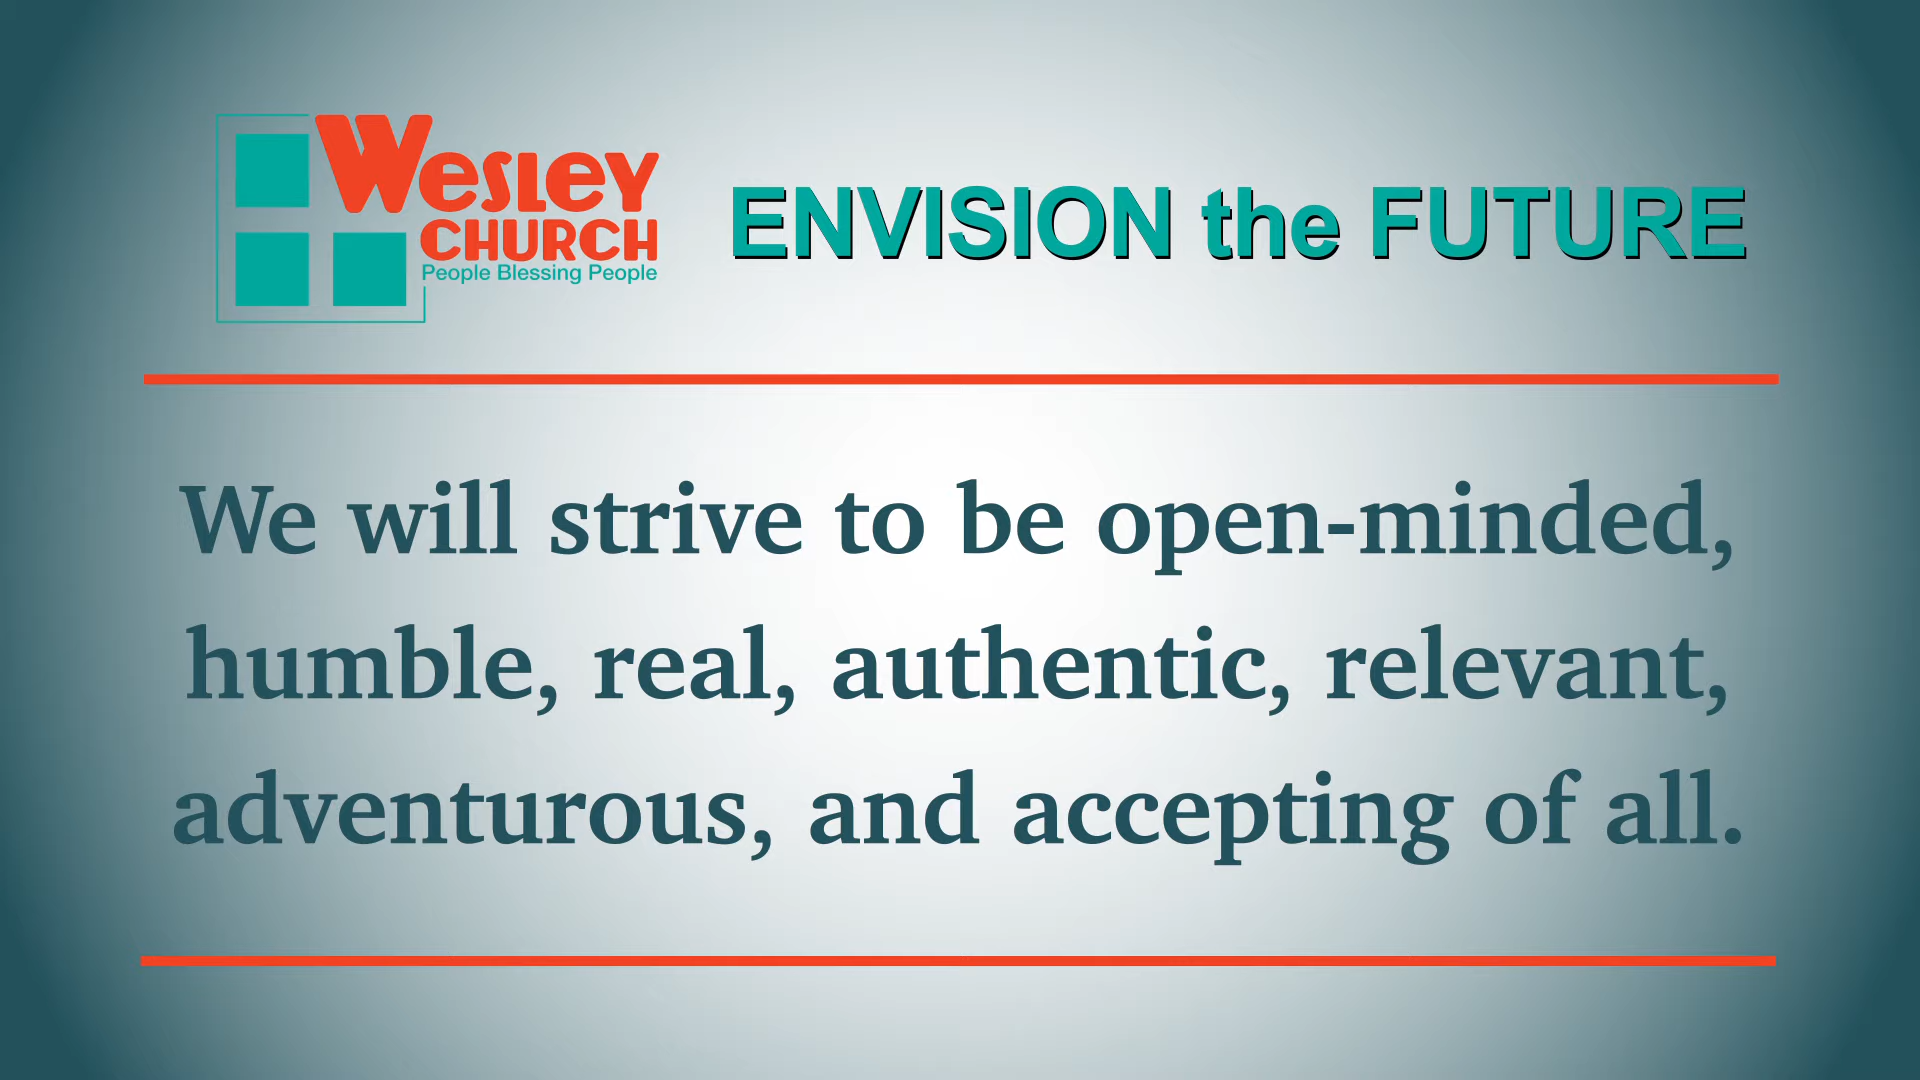 Wesley
CHURCH
People Blessing People
ENVISION the FUTURE
We will strive to be open-minded,
humble, real, authentic, relevant,
adventurous, and accepting of all.